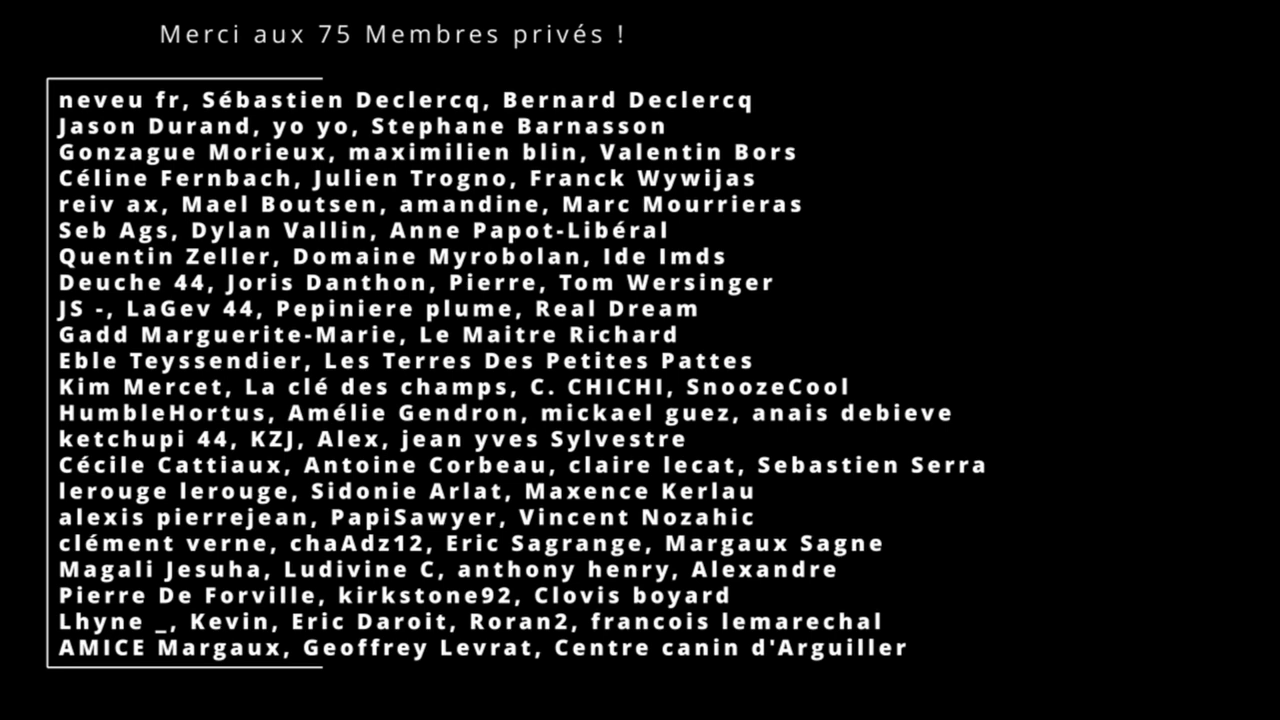 Merci aux 75 Membres privés !
neveu fr, Sébastien Declercq, Bernard Declercq
Jason Durand, yo yo, Stephane Barnasson
Gonzague Morieux, maximilien blin, Valentin Bors
Céline Fernbach, Julien Trogno, Franck Wywijas
reiv ax, Mael Boutsen, amandine, Marc Mourrieras
Seb Ags, Dylan Vallin, Anne Papot-Libéral
Quentin Zeller, Domaine Myrobolan, Ide Imds
Deuche 44, Joris Danthon, Pierre, Tom Wersinger
JS -, LaGev 44, Pepiniere plume, Real Dream
Gadd Marguerite-Marie, Le Maitre Richard
Eble Teyssendier, Les Terres Des Petites Pattes
Kim Mercet, La clé des champs, C. CHICHI, SnoozeCool
HumbleHortus, Amélie Gendron, mickael guez, anais debieve
ketchupi 44, KZJ, Alex, jean yves Sylvestre
Cécile Cattiaux, Antoine Corbeau, claire lecat, Sebastien Serra
lerouge lerouge, Sidonie Arlat, Maxence Kerlau
alexis pierrejean, PapiSawyer, Vincent Nozahic
clément verne, chaAdz12, Eric Sagrange, Margaux Sagne
Magali Jesuha, Ludivine C, anthony henry, Alexandre
Pierre De Forville, kirkstone92, Clovis boyard
Lhyne _, Kevin, Eric Daroit, Roran2, francois lemarechal
AMICE Margaux, Geoffrey Levrat, Centre canin d'Arguiller